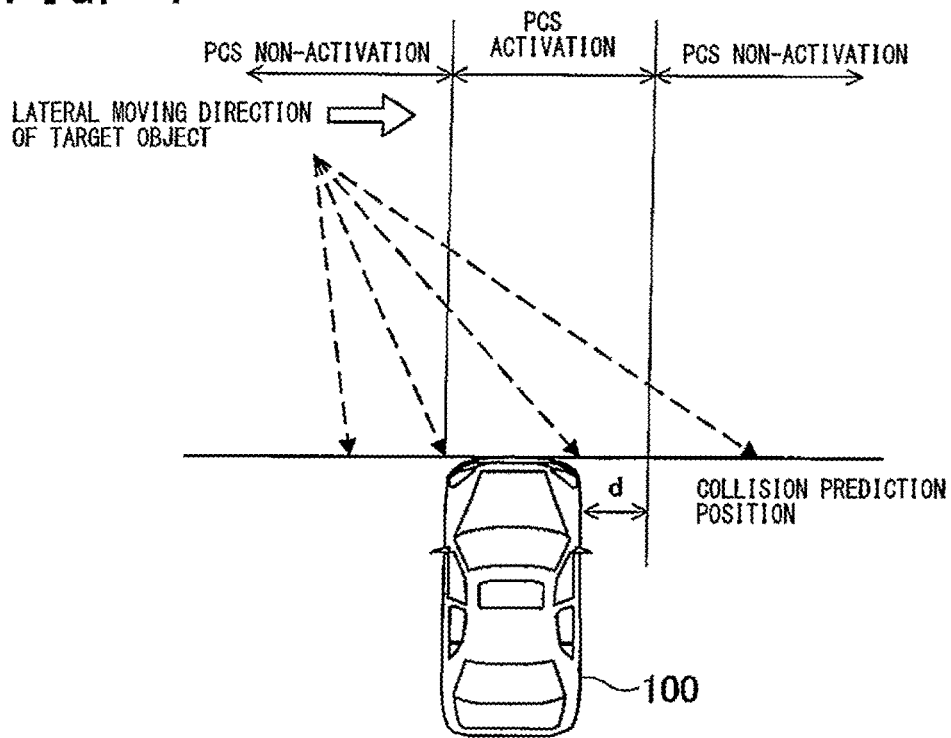 PCS NON-ACTIVATION
PCS
ACTIVATION
PCS NON-ACTIVATION
LATERAL MOVING DIRECTION
OF TARGET OBJECT
d
COLLISION PREDICTION
POSITION
100